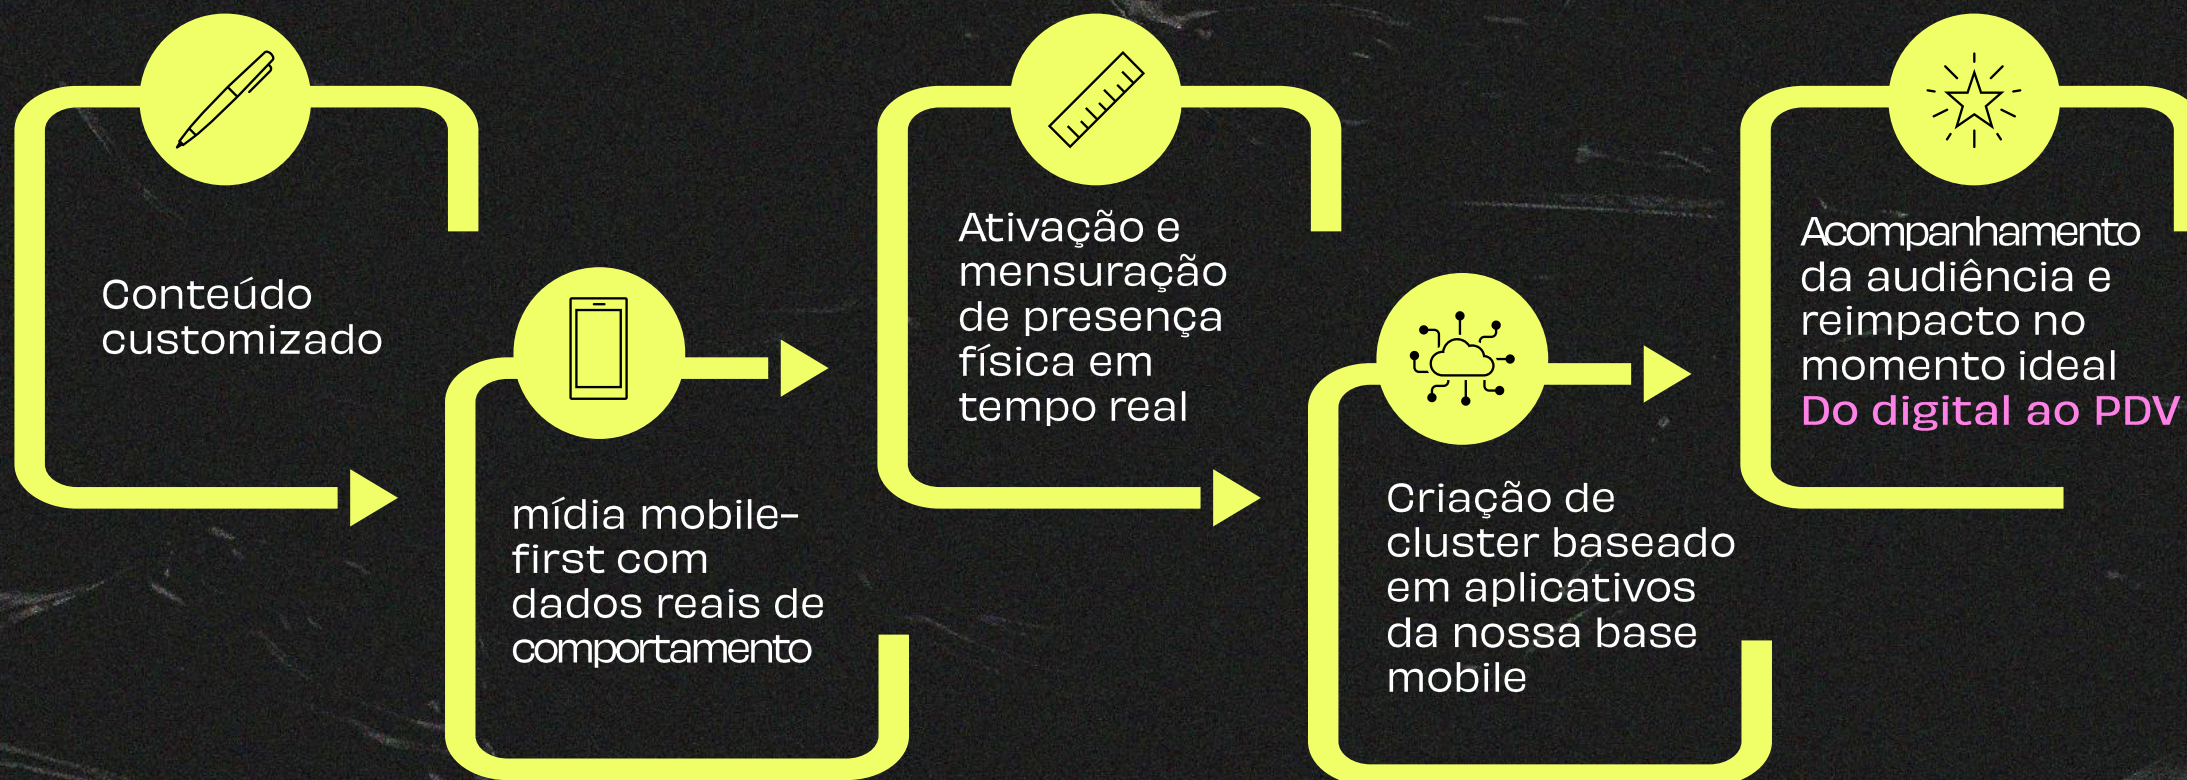 Conteúdo
customizado
mídia mobile-
first com
dados reais de
comportamento
Ativação e
mensuração
de presença
física em
tempo real
Criação de
cluster baseado
em aplicativos
da nossa base
mobile
Acompanhamento
da audiência e
reimpacto no
momento ideal
Do digital ao PDV